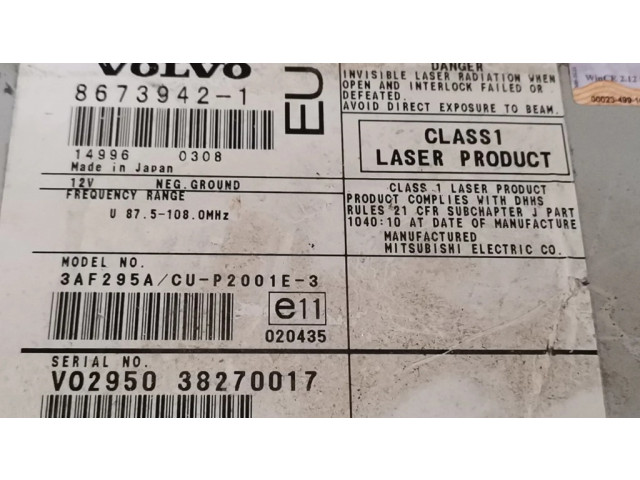 VOLVO
8673942-1
14996 0308
Made in Japan
12V NEG.GROUND
FREQUENCY RANGE
U 87.5-108.0MHz
EU
DANGER
INVISIBLE LASER RADIATION WHEN
OPEN AND INTERLOCK FAILED OR
DEFEATED.
AVOID DIRECT EXPOSURE TO BEAM.
CLASS1
LASER PRODUCT
CLASS 1 LASER PRODUCT
PRODUCT COMPLIES WITH DHHS
RULES 21 CFR SUBCHAPTER J PART
1040:10 AT DATE OF MANUFACTURE
MANUFACTURED
MITSUBISHI ELECTRIC CO.
MODEL NO.
3AF295A/CU-P2001E-3
e11
020435
SERIAL NO.
VO2950 38270017
WinCE 2.12